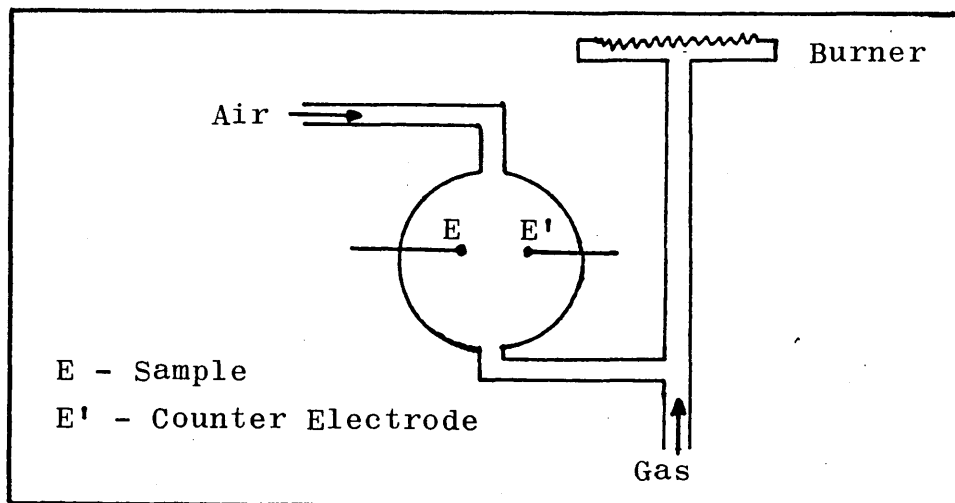 Burner
Air
E E'
E - Sample
E' - Counter Electrode
Gas